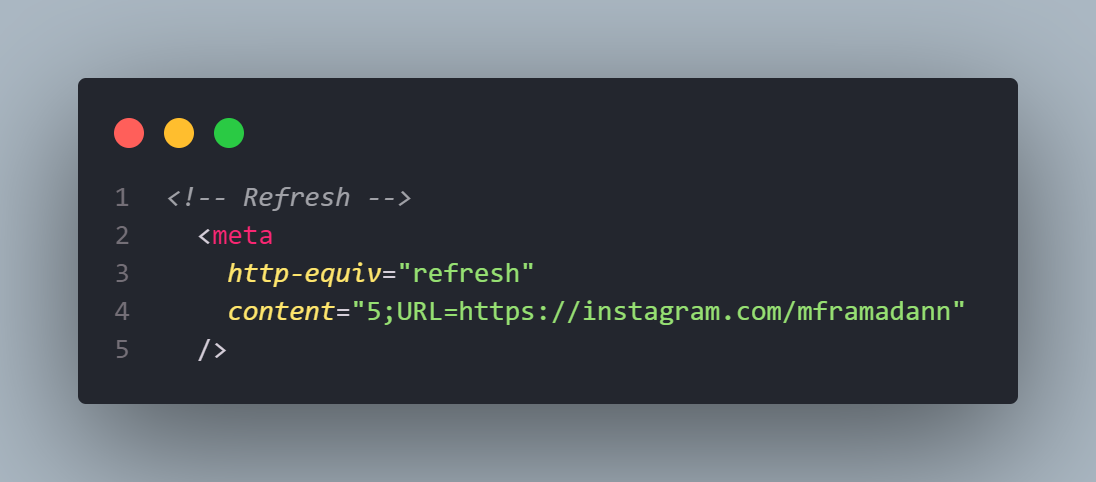 1 <!-- Refresh -->
2 <meta
3 http-equiv="refresh"
4 content="5;URL=https://instagram.com/mframadann"
5 />